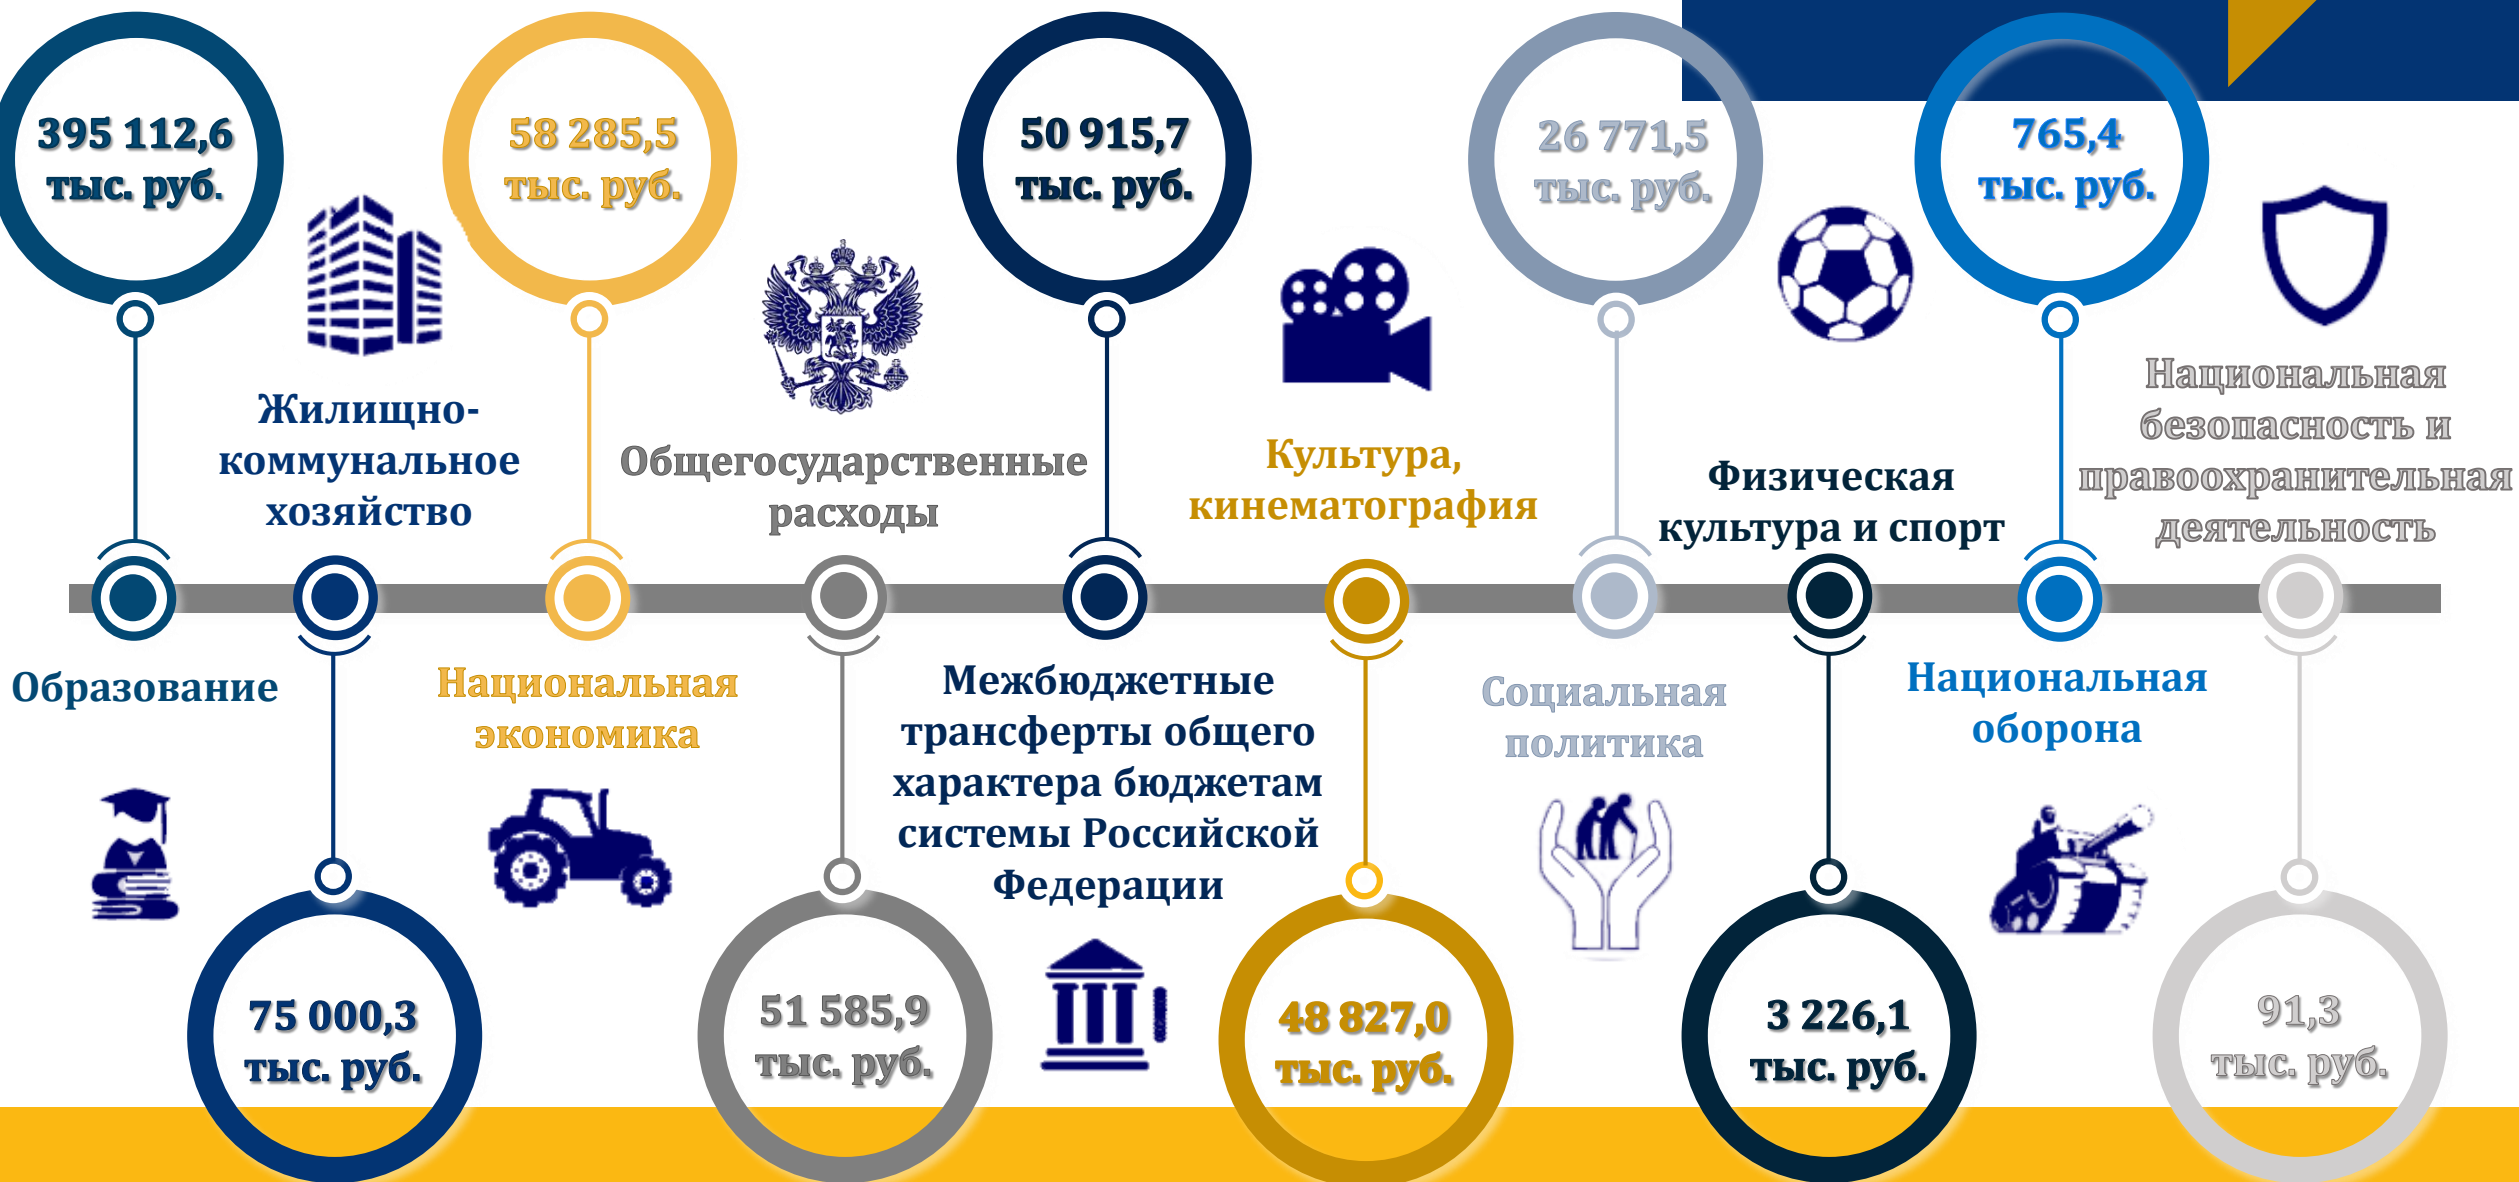 395 112,6
тыс. руб.
Образование
Жилищно-
коммунальное
хозяйство
75 000,3
тыс. руб.
58 285,5
тыс. руб.
Национальная
экономика
Общегосударственные
расходы
51 585,9
тыс. руб.
50 915,7
тыс. руб.
Межбюджетные
трансферты общего
характера бюджетам
системы Российской
Федерации
Культура,
кинематография
48 827,0
тыс. руб.
26 771,5
тыс. руб.
Социальная
политика
Физическая
культура и спорт
3 226,1
тыс. руб.
765,4
тыс. руб.
Национальная
оборона
Национальная
безопасность и
правоохранительная
деятельность
91,3
тыс. руб.